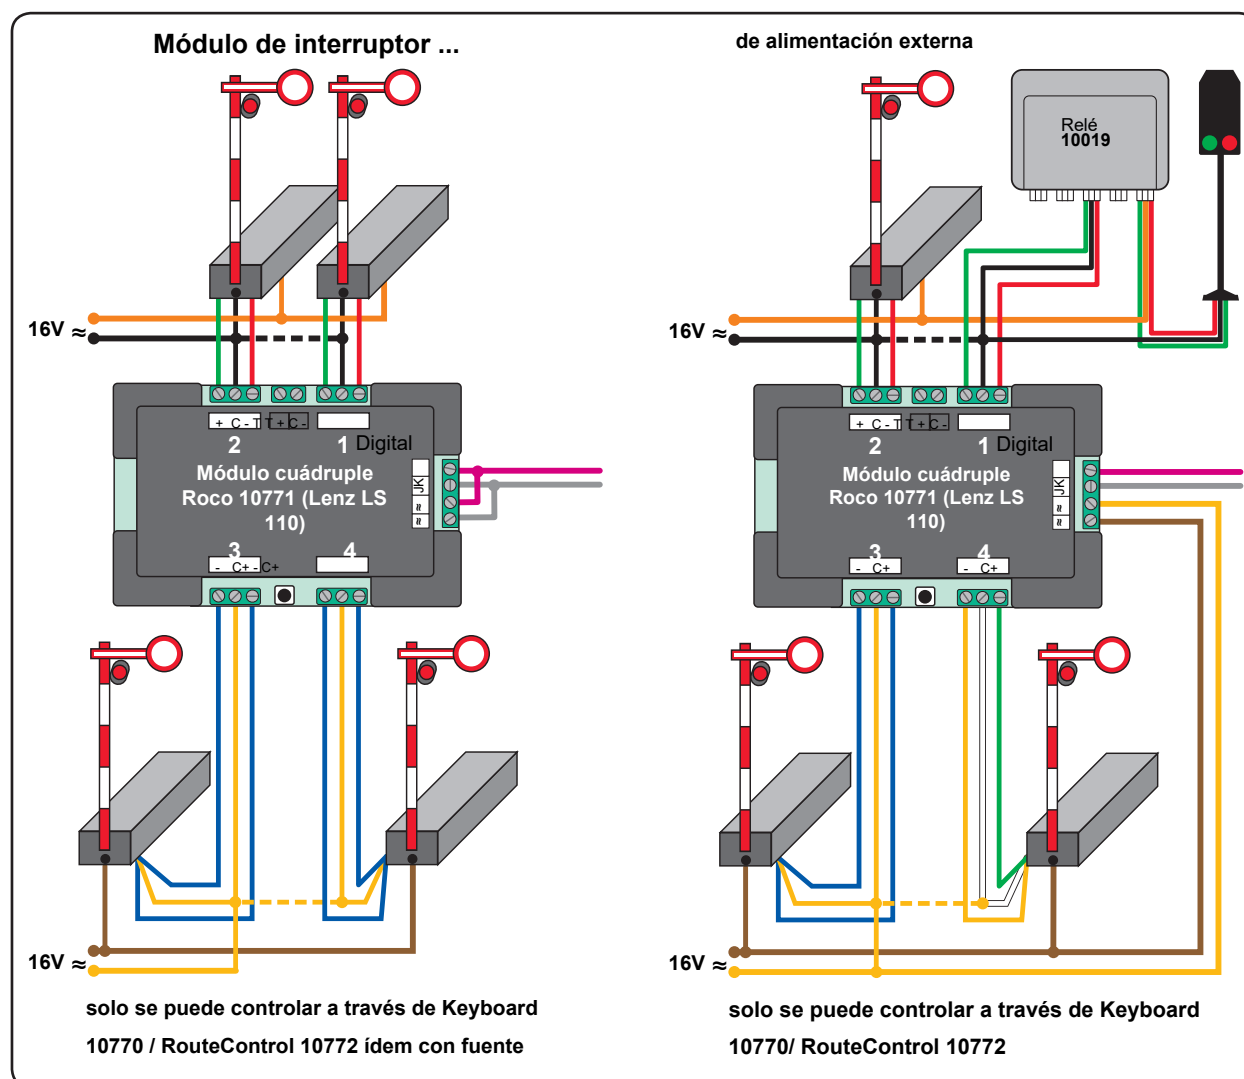 Módulo de interruptor ...
de alimentación externa
Relé
10019
16V ≈
16V ≈
+ C - T T + C -
2
1 Digital
Módulo cuádruple
Roco 10771 (Lenz LS
110)
JK
≈
≈
3
4
- C+ - C+
+ C - T T + C -
2
1 Digital
Módulo cuádruple
Roco 10771 (Lenz LS
110)
JK
≈
≈
3
4
- C+
- C+
16V ≈
16V ≈
solo se puede controlar a través de Keyboard
10770 / RouteControl 10772 ídem con fuente
solo se puede controlar a través de Keyboard
10770/ RouteControl 10772